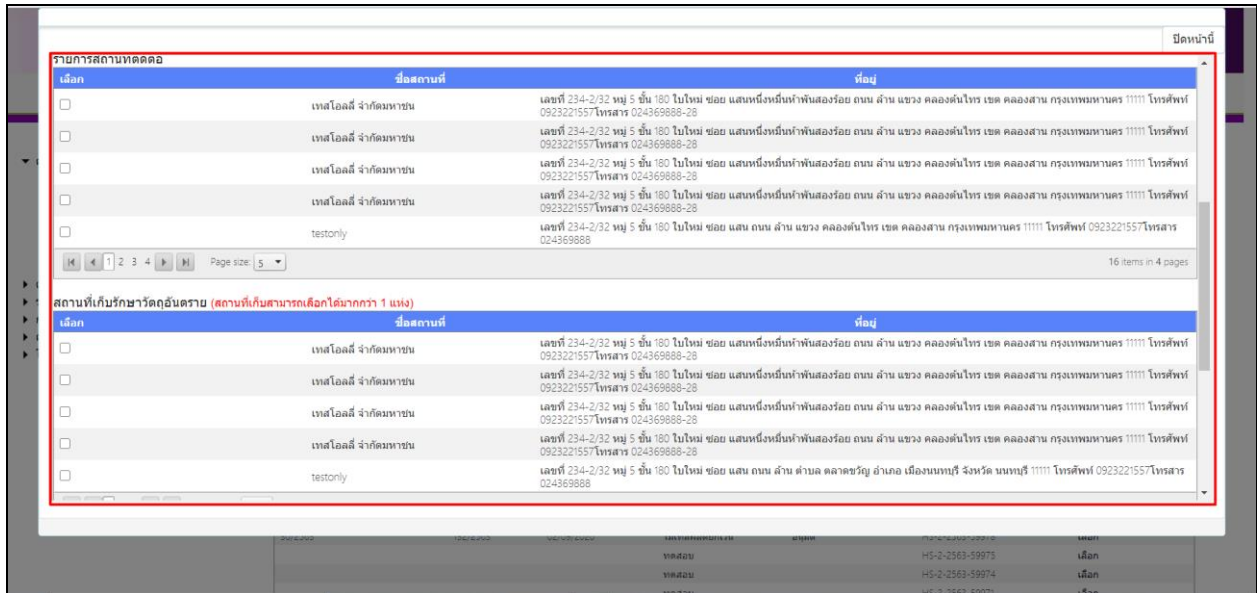 ปิดหน้านี้
รายการสถานที่ติดต่อ
เลือก ชื่อสถานที่ ที่อยู่
เทสโอลลี่ จำกัดมหาชน เลขที่ 234-2/32 หมู่ 5 ชั้น 180 ใบใหม่ ซอย แสนหนึ่งหมื่นห้าพันสองร้อย ถนน ล้าน แขวง คลองต้นไทร เขต คลองสาน กรุงเทพมหานคร 11111 โทรศัพท์
0923221557โทรสาร 024369888-28
เทสโอลลี่ จำกัดมหาชน เลขที่ 234-2/32 หมู่ 5 ชั้น 180 ใบใหม่ ซอย แสนหนึ่งหมื่นห้าพันสองร้อย ถนน ล้าน แขวง คลองต้นไทร เขต คลองสาน กรุงเทพมหานคร 11111 โทรศัพท์
0923221557โทรสาร 024369888-28
เทสโอลลี่ จำกัดมหาชน เลขที่ 234-2/32 หมู่ 5 ชั้น 180 ใบใหม่ ซอย แสนหนึ่งหมื่นห้าพันสองร้อย ถนน ล้าน แขวง คลองต้นไทร เขต คลองสาน กรุงเทพมหานคร 11111 โทรศัพท์
0923221557โทรสาร 024369888-28
เทสโอลลี่ จำกัดมหาชน เลขที่ 234-2/32 หมู่ 5 ชั้น 180 ใบใหม่ ซอย แสนหนึ่งหมื่นห้าพันสองร้อย ถนน ล้าน แขวง คลองต้นไทร เขต คลองสาน กรุงเทพมหานคร 11111 โทรศัพท์
0923221557โทรสาร 024369888-28
testonly เลขที่ 234-2/32 หมู่ 5 ชั้น 180 ใบใหม่ ซอย แสน ถนน ล้าน แขวง คลองต้นไทร เขต คลองสาน กรุงเทพมหานคร 11111 โทรศัพท์ 0923221557โทรสาร
024369888
1 2 3 4 Page size: 5 16 items in 4 pages
สถานที่เก็บรักษาวัตถุอันตราย (สถานที่เก็บสามารถเลือกได้มากกว่า 1 แห่ง)
เลือก ชื่อสถานที่ ที่อยู่
เทสโอลลี่ จำกัดมหาชน เลขที่ 234-2/32 หมู่ 5 ชั้น 180 ใบใหม่ ซอย แสนหนึ่งหมื่นห้าพันสองร้อย ถนน ล้าน แขวง คลองต้นไทร เขต คลองสาน กรุงเทพมหานคร 11111 โทรศัพท์
0923221557โทรสาร 024369888-28
เทสโอลลี่ จำกัดมหาชน เลขที่ 234-2/32 หมู่ 5 ชั้น 180 ใบใหม่ ซอย แสนหนึ่งหมื่นห้าพันสองร้อย ถนน ล้าน แขวง คลองต้นไทร เขต คลองสาน กรุงเทพมหานคร 11111 โทรศัพท์
0923221557โทรสาร 024369888-28
เทสโอลลี่ จำกัดมหาชน เลขที่ 234-2/32 หมู่ 5 ชั้น 180 ใบใหม่ ซอย แสนหนึ่งหมื่นห้าพันสองร้อย ถนน ล้าน แขวง คลองต้นไทร เขต คลองสาน กรุงเทพมหานคร 11111 โทรศัพท์
0923221557โทรสาร 024369888-28
เทสโอลลี่ จำกัดมหาชน เลขที่ 234-2/32 หมู่ 5 ชั้น 180 ใบใหม่ ซอย แสนหนึ่งหมื่นห้าพันสองร้อย ถนน ล้าน แขวง คลองต้นไทร เขต คลองสาน กรุงเทพมหานคร 11111 โทรศัพท์
0923221557โทรสาร 024369888-28
testonly เลขที่ 234-2/32 หมู่ 5 ชั้น 180 ใบใหม่ ซอย แสน ถนน ล้าน ตำบล ตลาดขวัญ อำเภอ เมืองนนทบุรี จังหวัด นนทบุรี 11111 โทรศัพท์ 0923221557โทรสาร
024369888
ทดสอบ HS-2-2563-59975 เลือก
ทดสอบ HS-2-2563-59974 เลือก